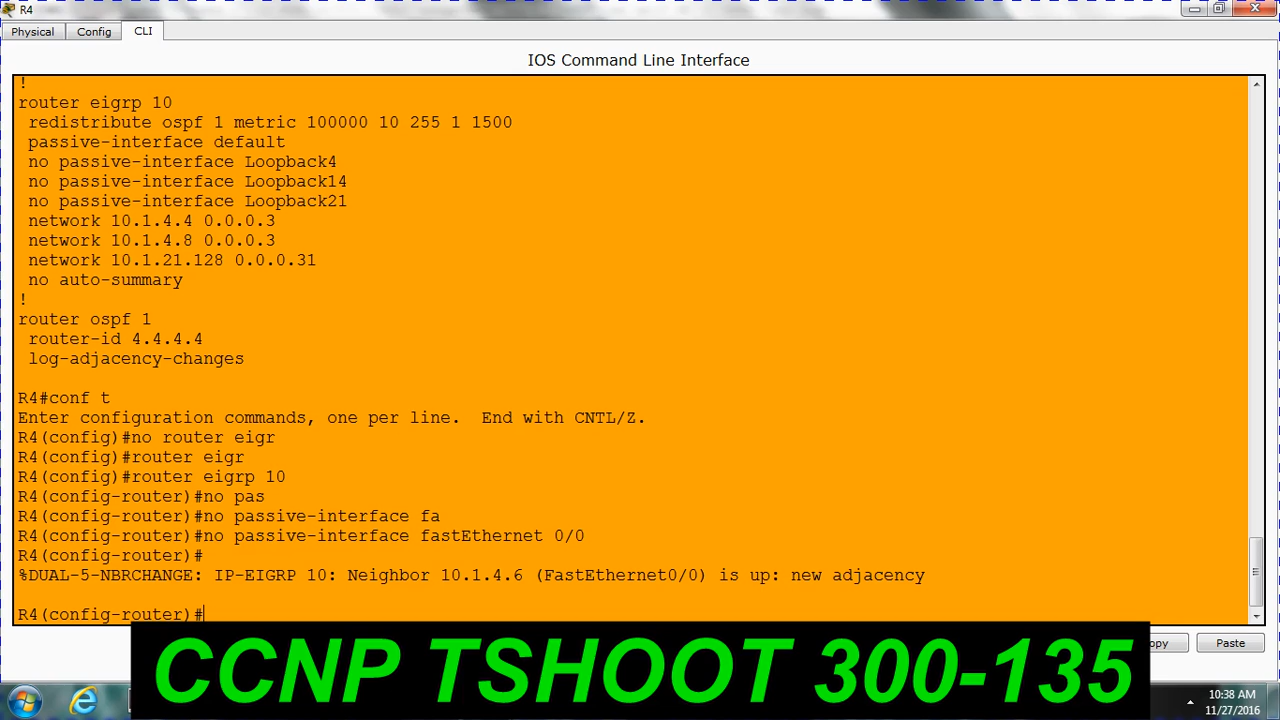 R4
Physical Config CLI
IOS Command Line Interface
!
router eigrp 10
redistribute ospf 1 metric 100000 10 255 1 1500
passive-interface default
no passive-interface Loopback4
no passive-interface Loopback14
no passive-interface Loopback21
network 10.1.4.4 0.0.0.3
network 10.1.4.8 0.0.0.3
network 10.1.21.128 0.0.0.31
no auto-summary
!
router ospf 1
router-id 4.4.4.4
log-adjacency-changes
R4#conf t
Enter configuration commands, one per line.  End with CNTL/Z.
R4(config)#no router eigr
R4(config)#router eigr
R4(config)#router eigrp 10
R4(config-router)#no pas
R4(config-router)#no passive-interface fa
R4(config-router)#no passive-interface fastEthernet 0/0
R4(config-router)#
%DUAL-5-NBRCHANGE: IP-EIGRP 10: Neighbor 10.1.4.6 (FastEthernet0/0) is up: new adjacency
R4(config-router)#
opy Paste
CCNP TSHOOT 300-135
10:38 AM
11/27/2016